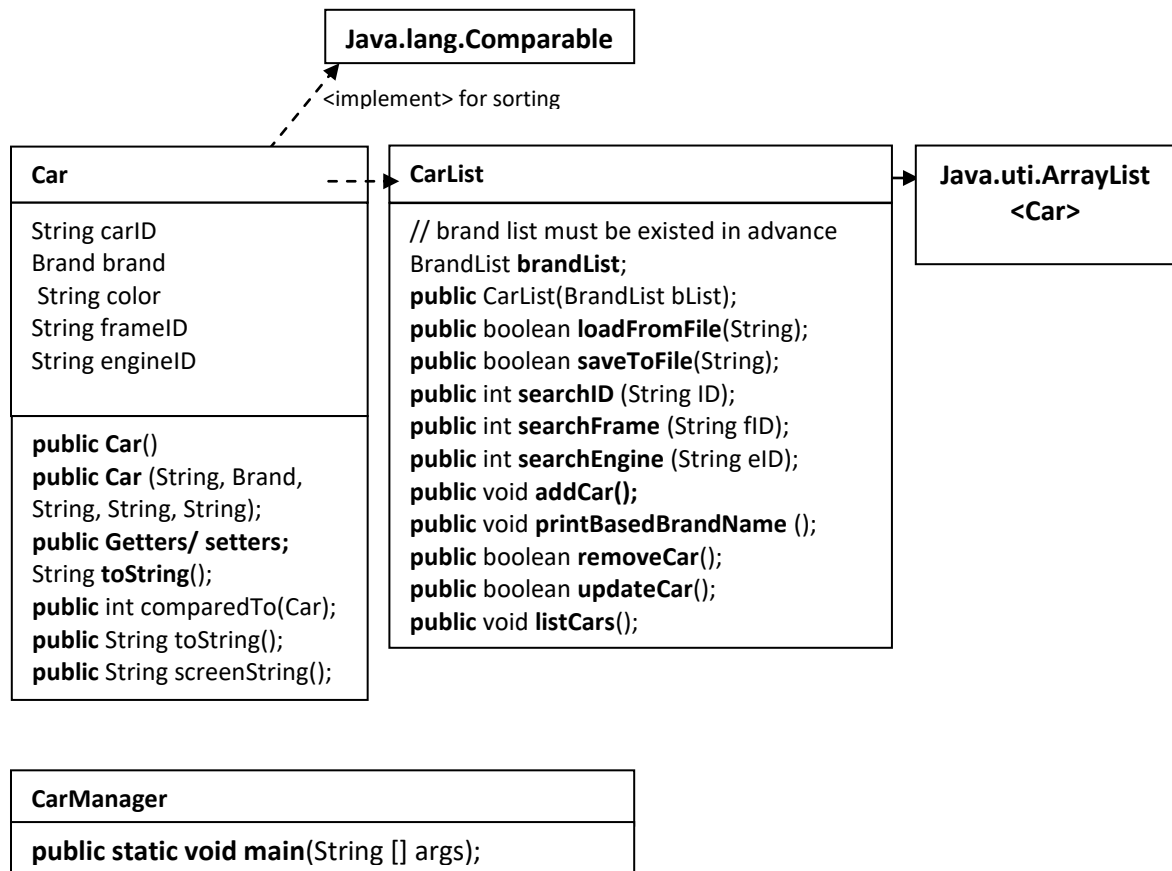 Java.lang.Comparable
<implement> for sorting
Car
String carID
Brand brand
String color
String frameID
String engineID
public Car()
public Car (String, Brand,
String, String, String);
public Getters/ setters;
String toString();
public int comparedTo(Car);
public String toString();
public String screenString();
CarList
// brand list must be existed in advance
BrandList brandList;
public CarList(BrandList bList);
public boolean loadFromFile(String);
public boolean saveToFile(String);
public int searchID (String ID);
public int searchFrame (String fID);
public int searchEngine (String eID);
public void addCar();
public void printBasedBrandName ();
public boolean removeCar();
public boolean updateCar();
public void listCars();
Java.uti.ArrayList
<Car>
CarManager
public static void main(String [] args);